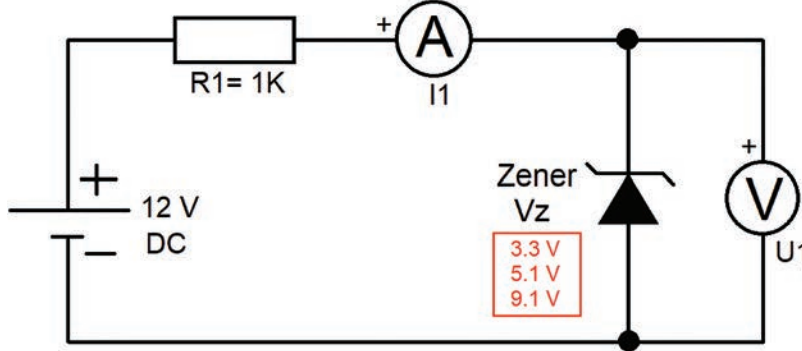 +
A
R1= 1K
I1
+
12 V
−
DC
Zener
Vz
3.3 V
5.1 V
9.1 V
+
V
U1